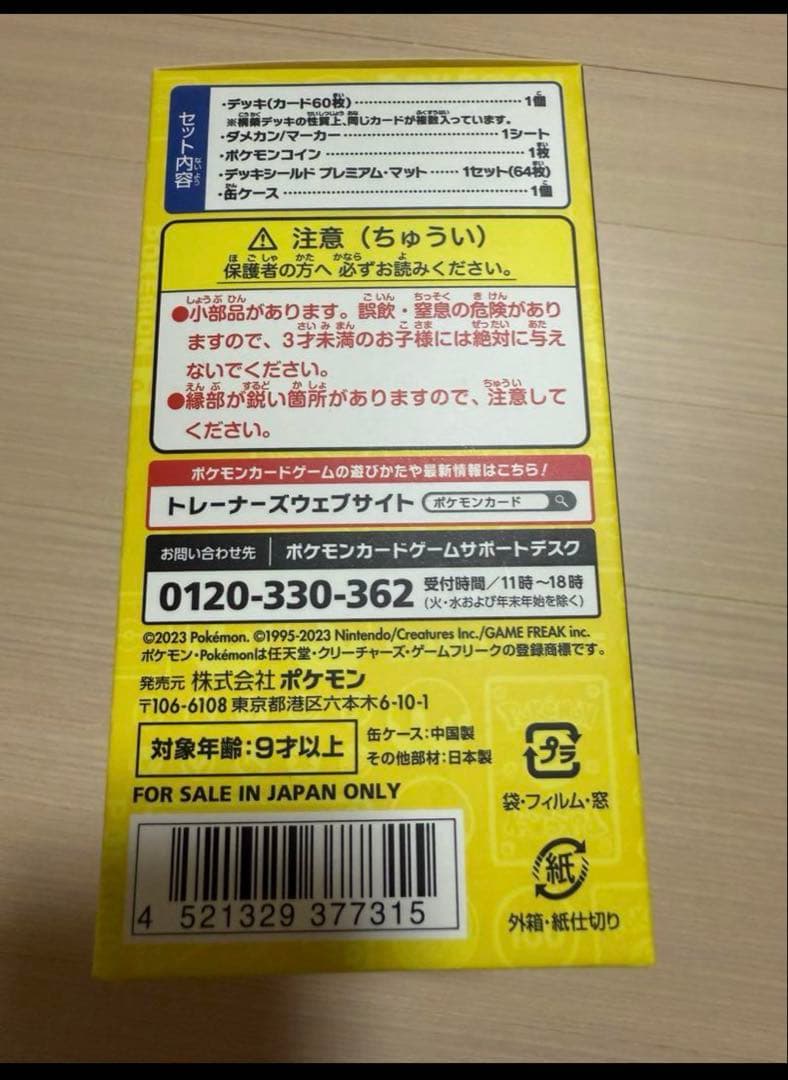 セット内容
・デッキ(カード60枚) 1個
※構築デッキの性質上、同じカードが複数入っています。
・ダメカン/マーカー 1シート
・ポケモンコイン 1枚
・デッキシールド プレミアム・マット 1セット(64枚)
・缶ケース 1個
注意(ちゅうい)
保護者の方へ 必ずお読みください。
●小部品があります。誤飲・窒息の危険があり
ますので、3才未満のお子様には絶対に与え
ないでください。
●縁部が鋭い箇所がありますので、注意して
ください。
ポケモンカードゲームの遊びかたや最新情報はこちら!
トレーナーズウェブサイト ポケモンカード
お問い合わせ先 ポケモンカードゲームサポートデスク
0120-330-362 受付時間/11時~18時
(火・水および年末年始を除く)
©2023 Pokémon. ©1995-2023 Nintendo/Creatures Inc./GAME FREAK inc.
ポケモン・Pokémonは任天堂・クリーチャーズ・ゲームフリークの登録商標です。
発売元 株式会社 ポケモン
〒106-6108 東京都港区六本木6-10-1
対象年齢:9才以上
缶ケース:中国製
その他部材:日本製
FOR SALE IN JAPAN ONLY
プラ
袋・フィルム・窓
紙
外箱・紙仕切り
4 521329 377315